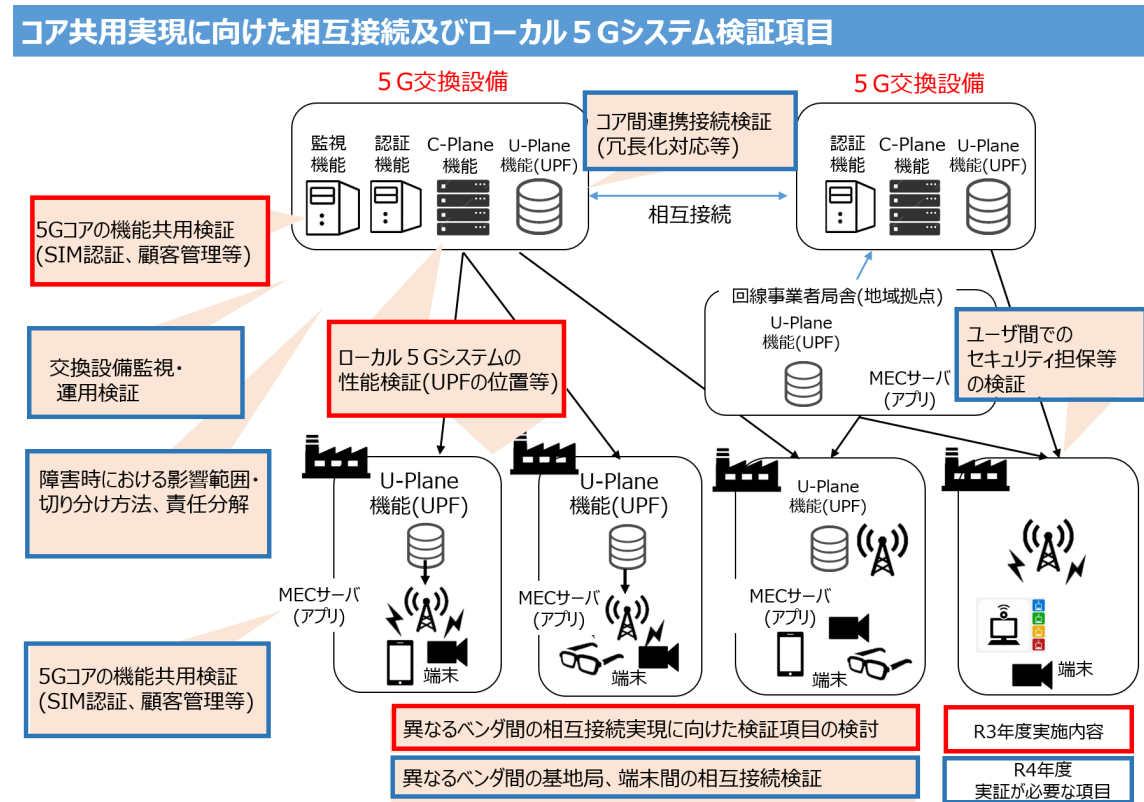 コア共用実現に向けた相互接続及びローカル５Gシステム検証項目
５G交換設備
５G交換設備
監視
機能
認証
機能
C-Plane
機能
U-Plane
機能(UPF)
コア間連携接続検証
(冗長化対応等)
認証
機能
C-Plane
機能
U-Plane
機能(UPF)
相互接続
5Gコアの機能共用検証
(SIM認証、顧客管理等)
回線事業者局舎(地域拠点)
U-Plane
機能(UPF)
MECサーバ
(アプリ)
ユーザ間での
セキュリティ担保等
の検証
交換設備監視・
運用検証
ローカル５Gシステムの
性能検証(UPFの位置等)
障害時における影響範囲・
切り分け方法、責任分解
U-Plane
機能(UPF)
MECサーバ
(アプリ)
端末
U-Plane
機能(UPF)
MECサーバ
(アプリ)
端末
U-Plane
機能(UPF)
MECサーバ
(アプリ)
端末
端末
5Gコアの機能共用検証
(SIM認証、顧客管理等)
異なるベンダ間の相互接続実現に向けた検証項目の検討
R3年度実施内容
異なるベンダ間の基地局、端末間の相互接続検証
R4年度
実証が必要な項目